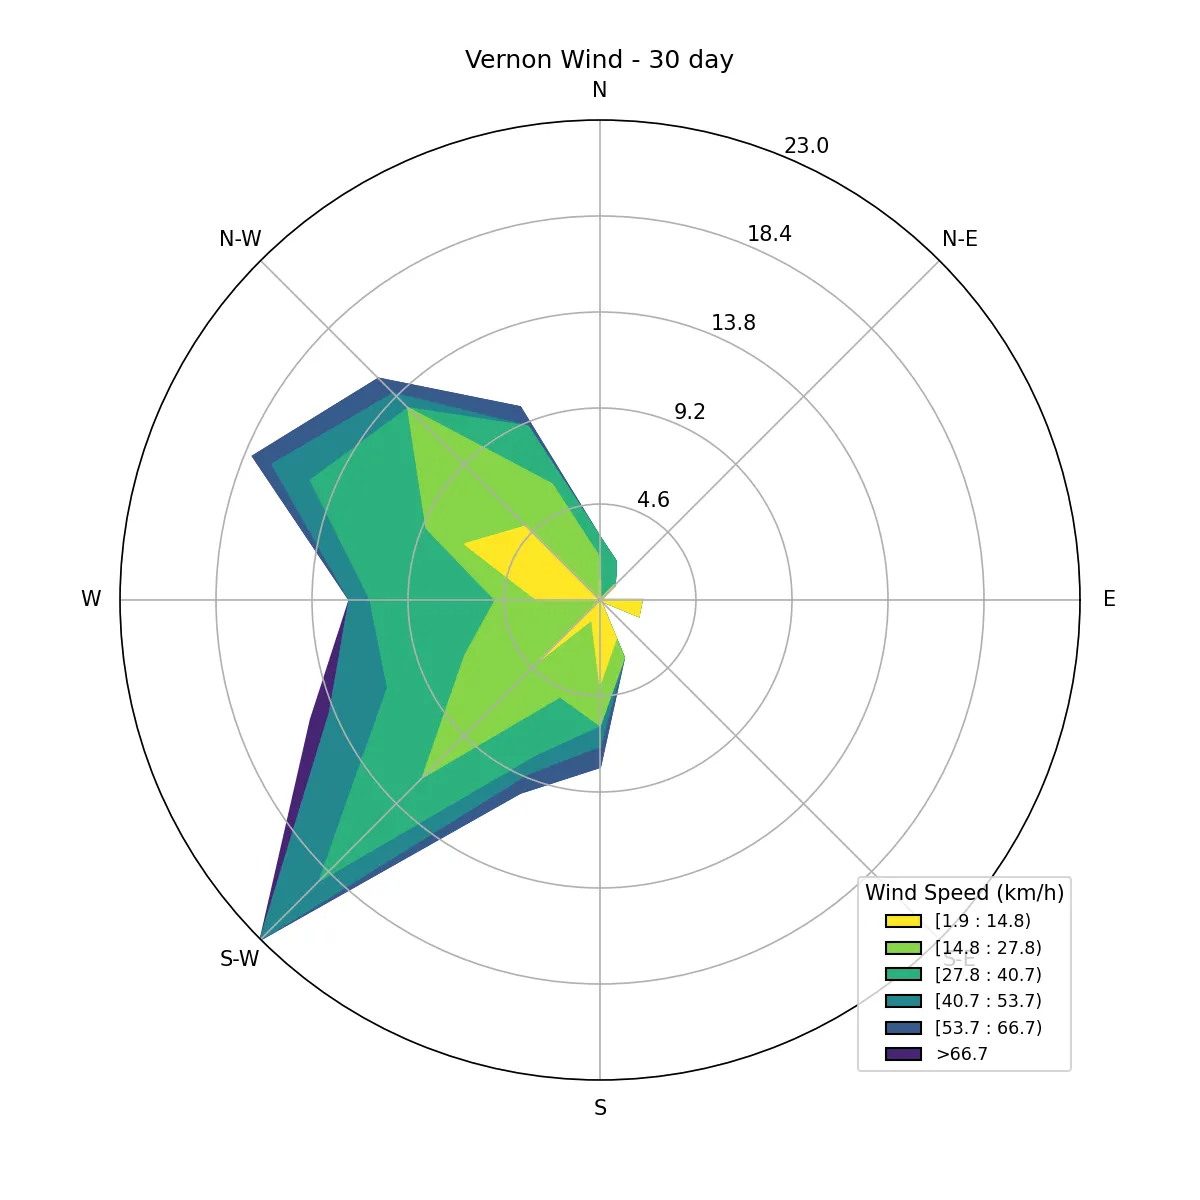 Vernon Wind - 30 day
N
23.0
N-W
18.4
N-E
13.8
9.2
4.6
W
E
Wind Speed (km/h)
[1.9 : 14.8)
[14.8 : 27.8)
S-W
S-E
[27.8 : 40.7)
[40.7 : 53.7)
[53.7 : 66.7)
>66.7
S